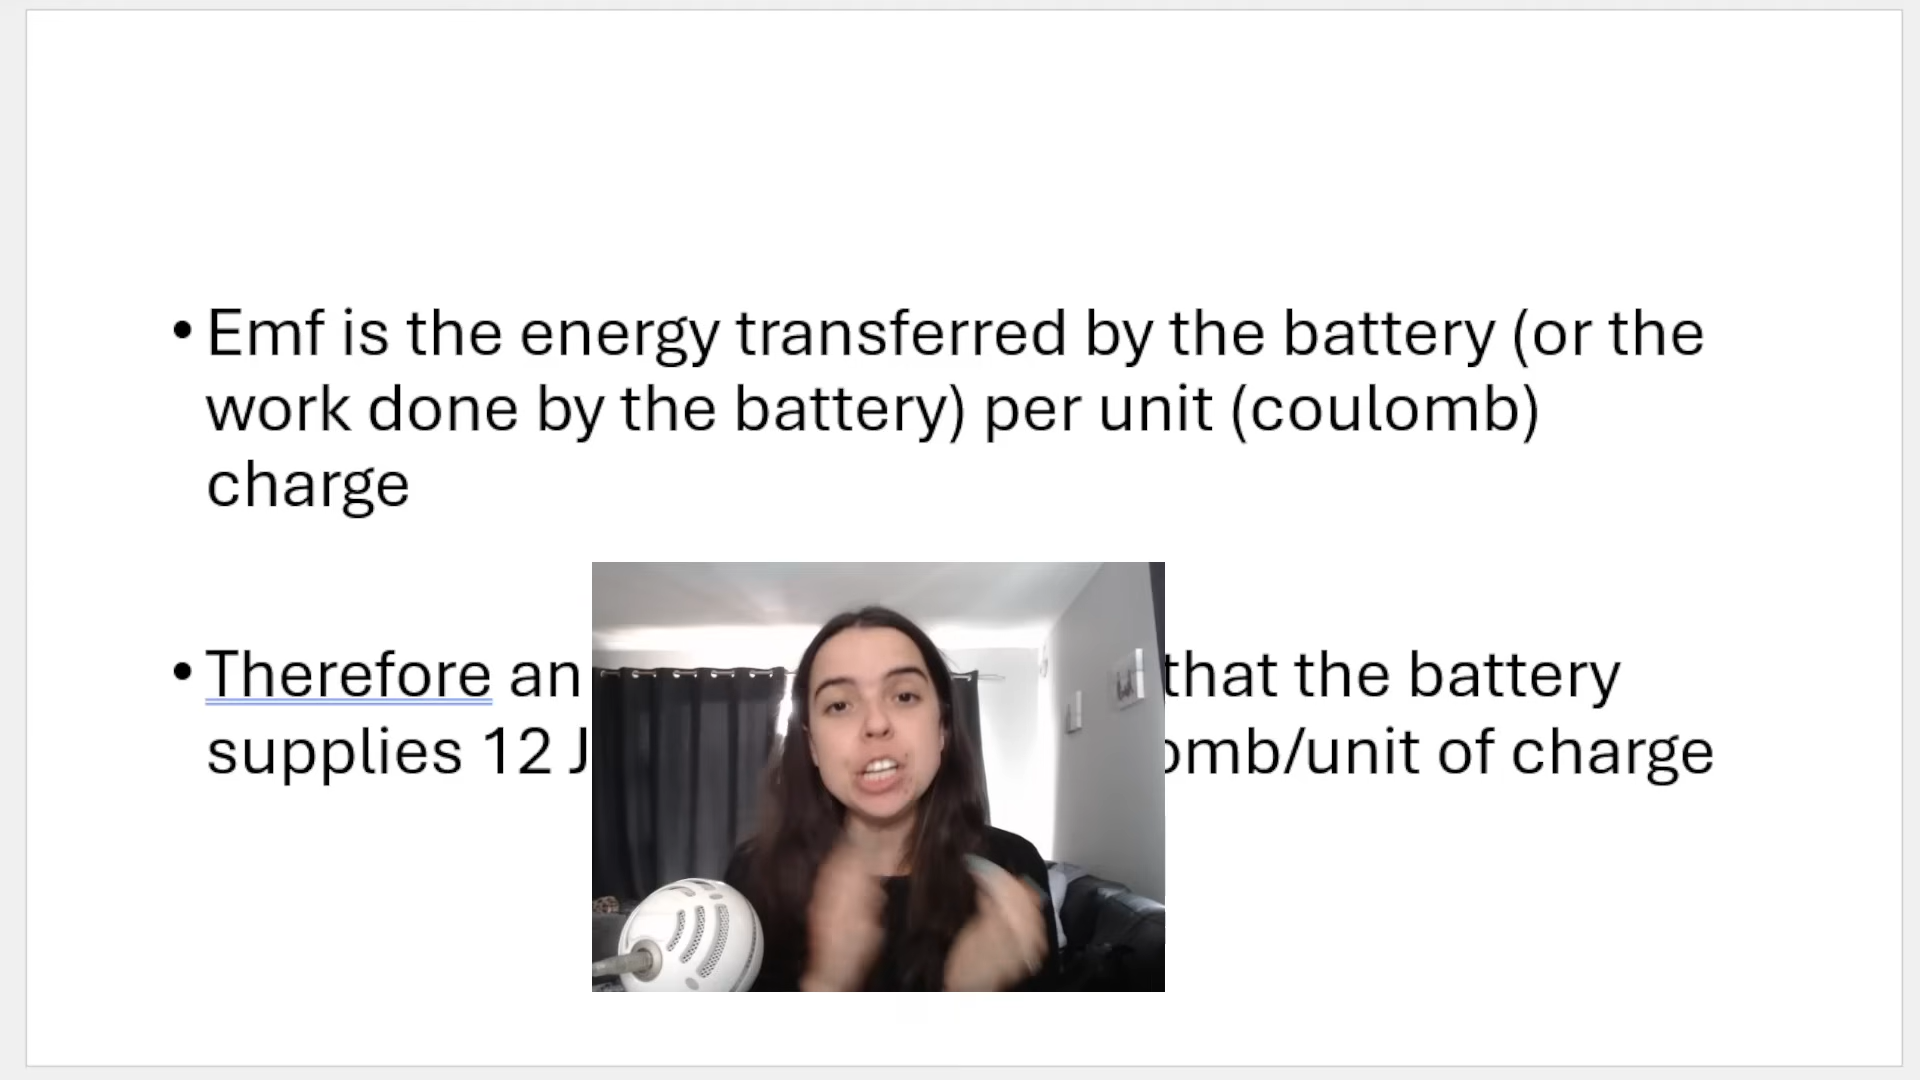 • Emf is the energy transferred by the battery (or the
work done by the battery) per unit (coulomb)
charge
• Therefore an that the battery
supplies 12 J omb/unit of charge